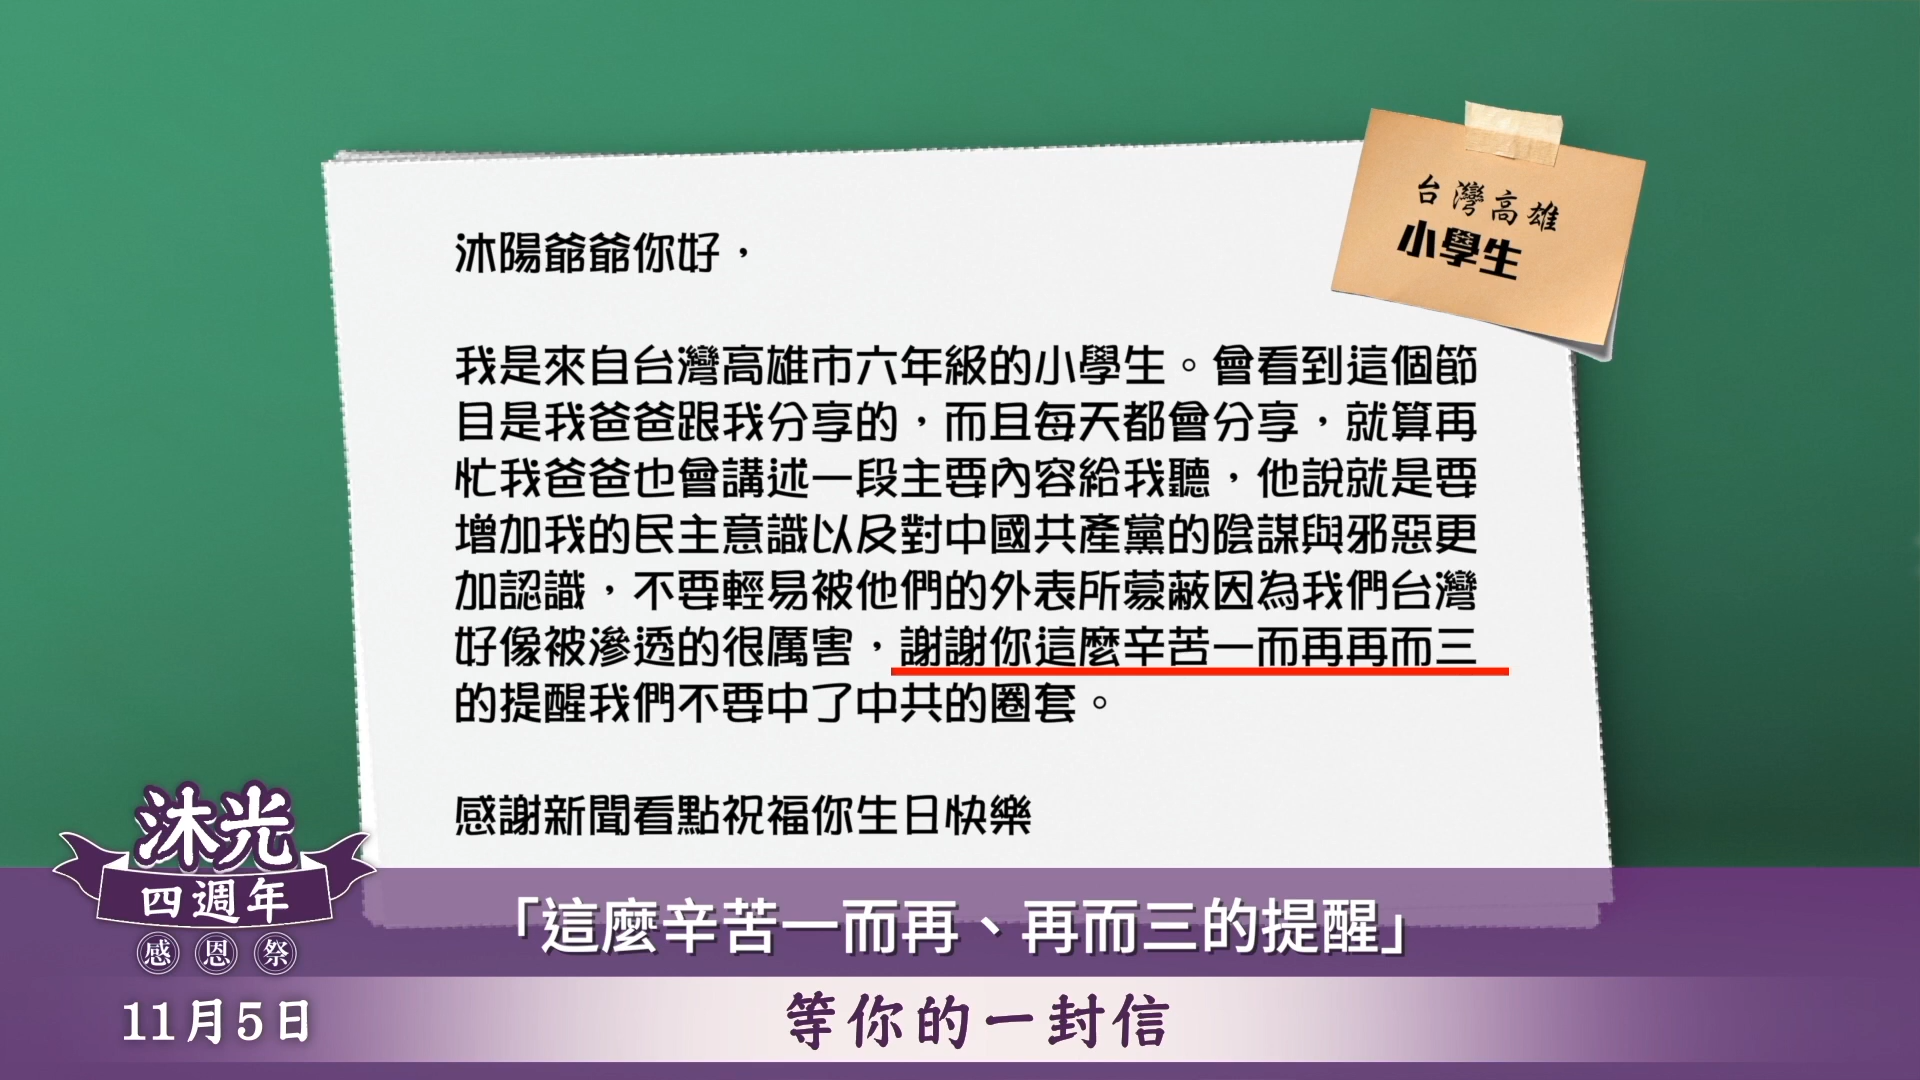 台灣高雄
小學生
沐陽爺爺你好，
我是來自台灣高雄市六年級的小學生。會看到這個節
目是我爸爸跟我分享的，而且每天都會分享，就算再
忙我爸爸也會講述一段主要內容給我聽，他說就是要
增加我的民主意識以及對中國共產黨的陰謀與邪惡更
加認識，不要輕易被他們的外表所蒙蔽因為我們台灣
好像被滲透的很厲害，謝謝你這麼辛苦一而再再而三
的提醒我們不要中了中共的圈套。
感謝新聞看點祝福你生日快樂
沐光
四週年
感恩祭
11月5日
「這麼辛苦一而再、再而三的提醒」
等你的一封信